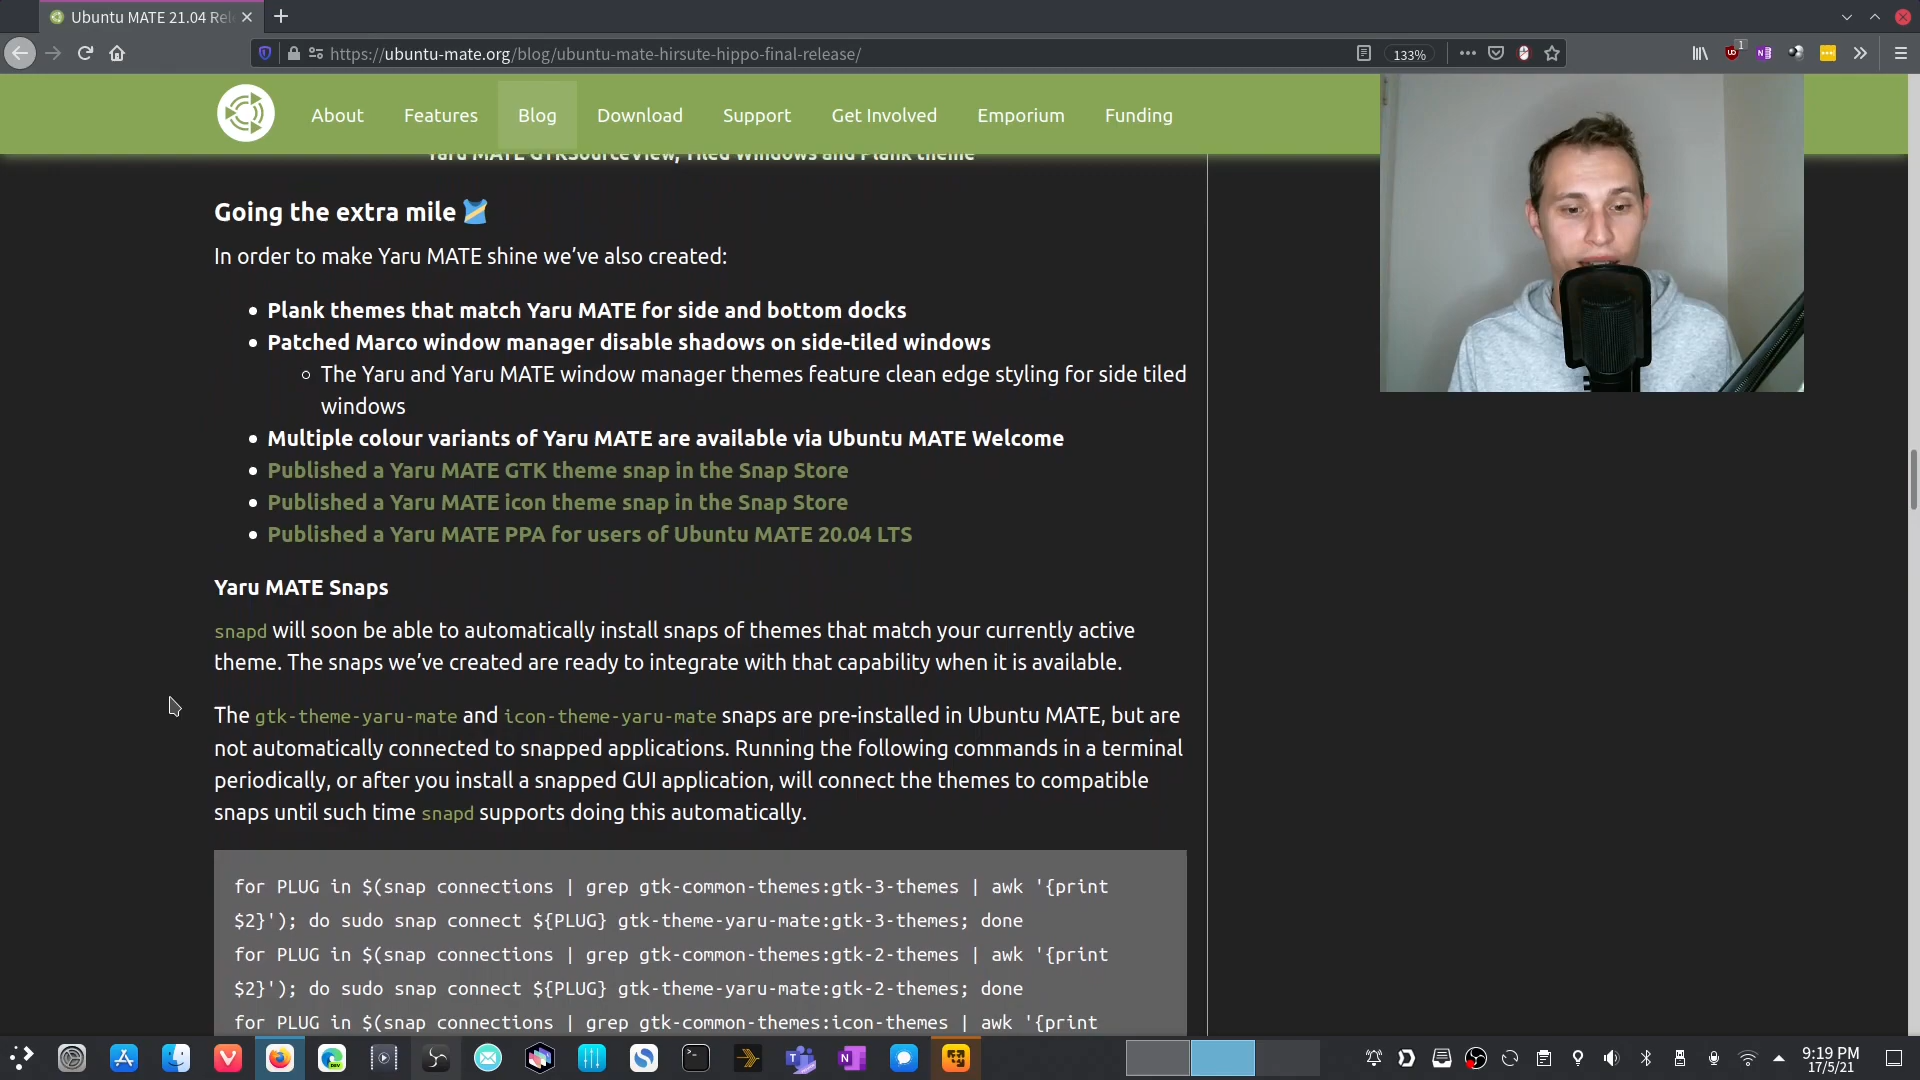 Ubuntu MATE 21.04 Rel
https://ubuntu-mate.org/blog/ubuntu-mate-hirsute-hippo-final-release/
133%
1
About Features Blog Download Support Get Involved Emporium Funding
Yaru MATE GTKSourceView, Tiled Windows and Plank theme
Going the extra mile
In order to make Yaru MATE shine we’ve also created:
Plank themes that match Yaru MATE for side and bottom docks
Patched Marco window manager disable shadows on side-tiled windows
The Yaru and Yaru MATE window manager themes feature clean edge styling for side tiled
windows
Multiple colour variants of Yaru MATE are available via Ubuntu MATE Welcome
Published a Yaru MATE GTK theme snap in the Snap Store
Published a Yaru MATE icon theme snap in the Snap Store
Published a Yaru MATE PPA for users of Ubuntu MATE 20.04 LTS
Yaru MATE Snaps
snapd will soon be able to automatically install snaps of themes that match your currently active
theme. The snaps we’ve created are ready to integrate with that capability when it is available.
The gtk-theme-yaru-mate and icon-theme-yaru-mate snaps are pre-installed in Ubuntu MATE, but are
not automatically connected to snapped applications. Running the following commands in a terminal
periodically, or after you install a snapped GUI application, will connect the themes to compatible
snaps until such time snapd supports doing this automatically.
for PLUG in $(snap connections | grep gtk-common-themes:gtk-3-themes | awk '{print
$2}'); do sudo snap connect ${PLUG} gtk-theme-yaru-mate:gtk-3-themes; done
for PLUG in $(snap connections | grep gtk-common-themes:gtk-2-themes | awk '{print
$2}'); do sudo snap connect ${PLUG} gtk-theme-yaru-mate:gtk-2-themes; done
for PLUG in $(snap connections | grep gtk-common-themes:icon-themes | awk '{print
9:19 PM
17/5/21